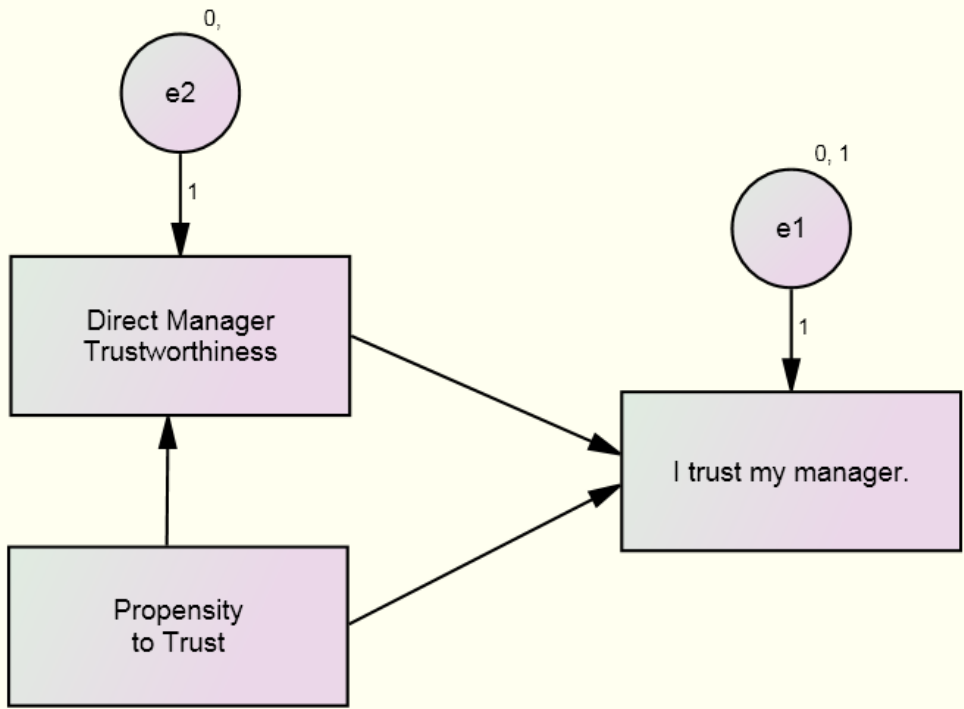 0,
e2
1
Direct Manager
Trustworthiness
0, 1
e1
1
I trust my manager.
Propensity
to Trust